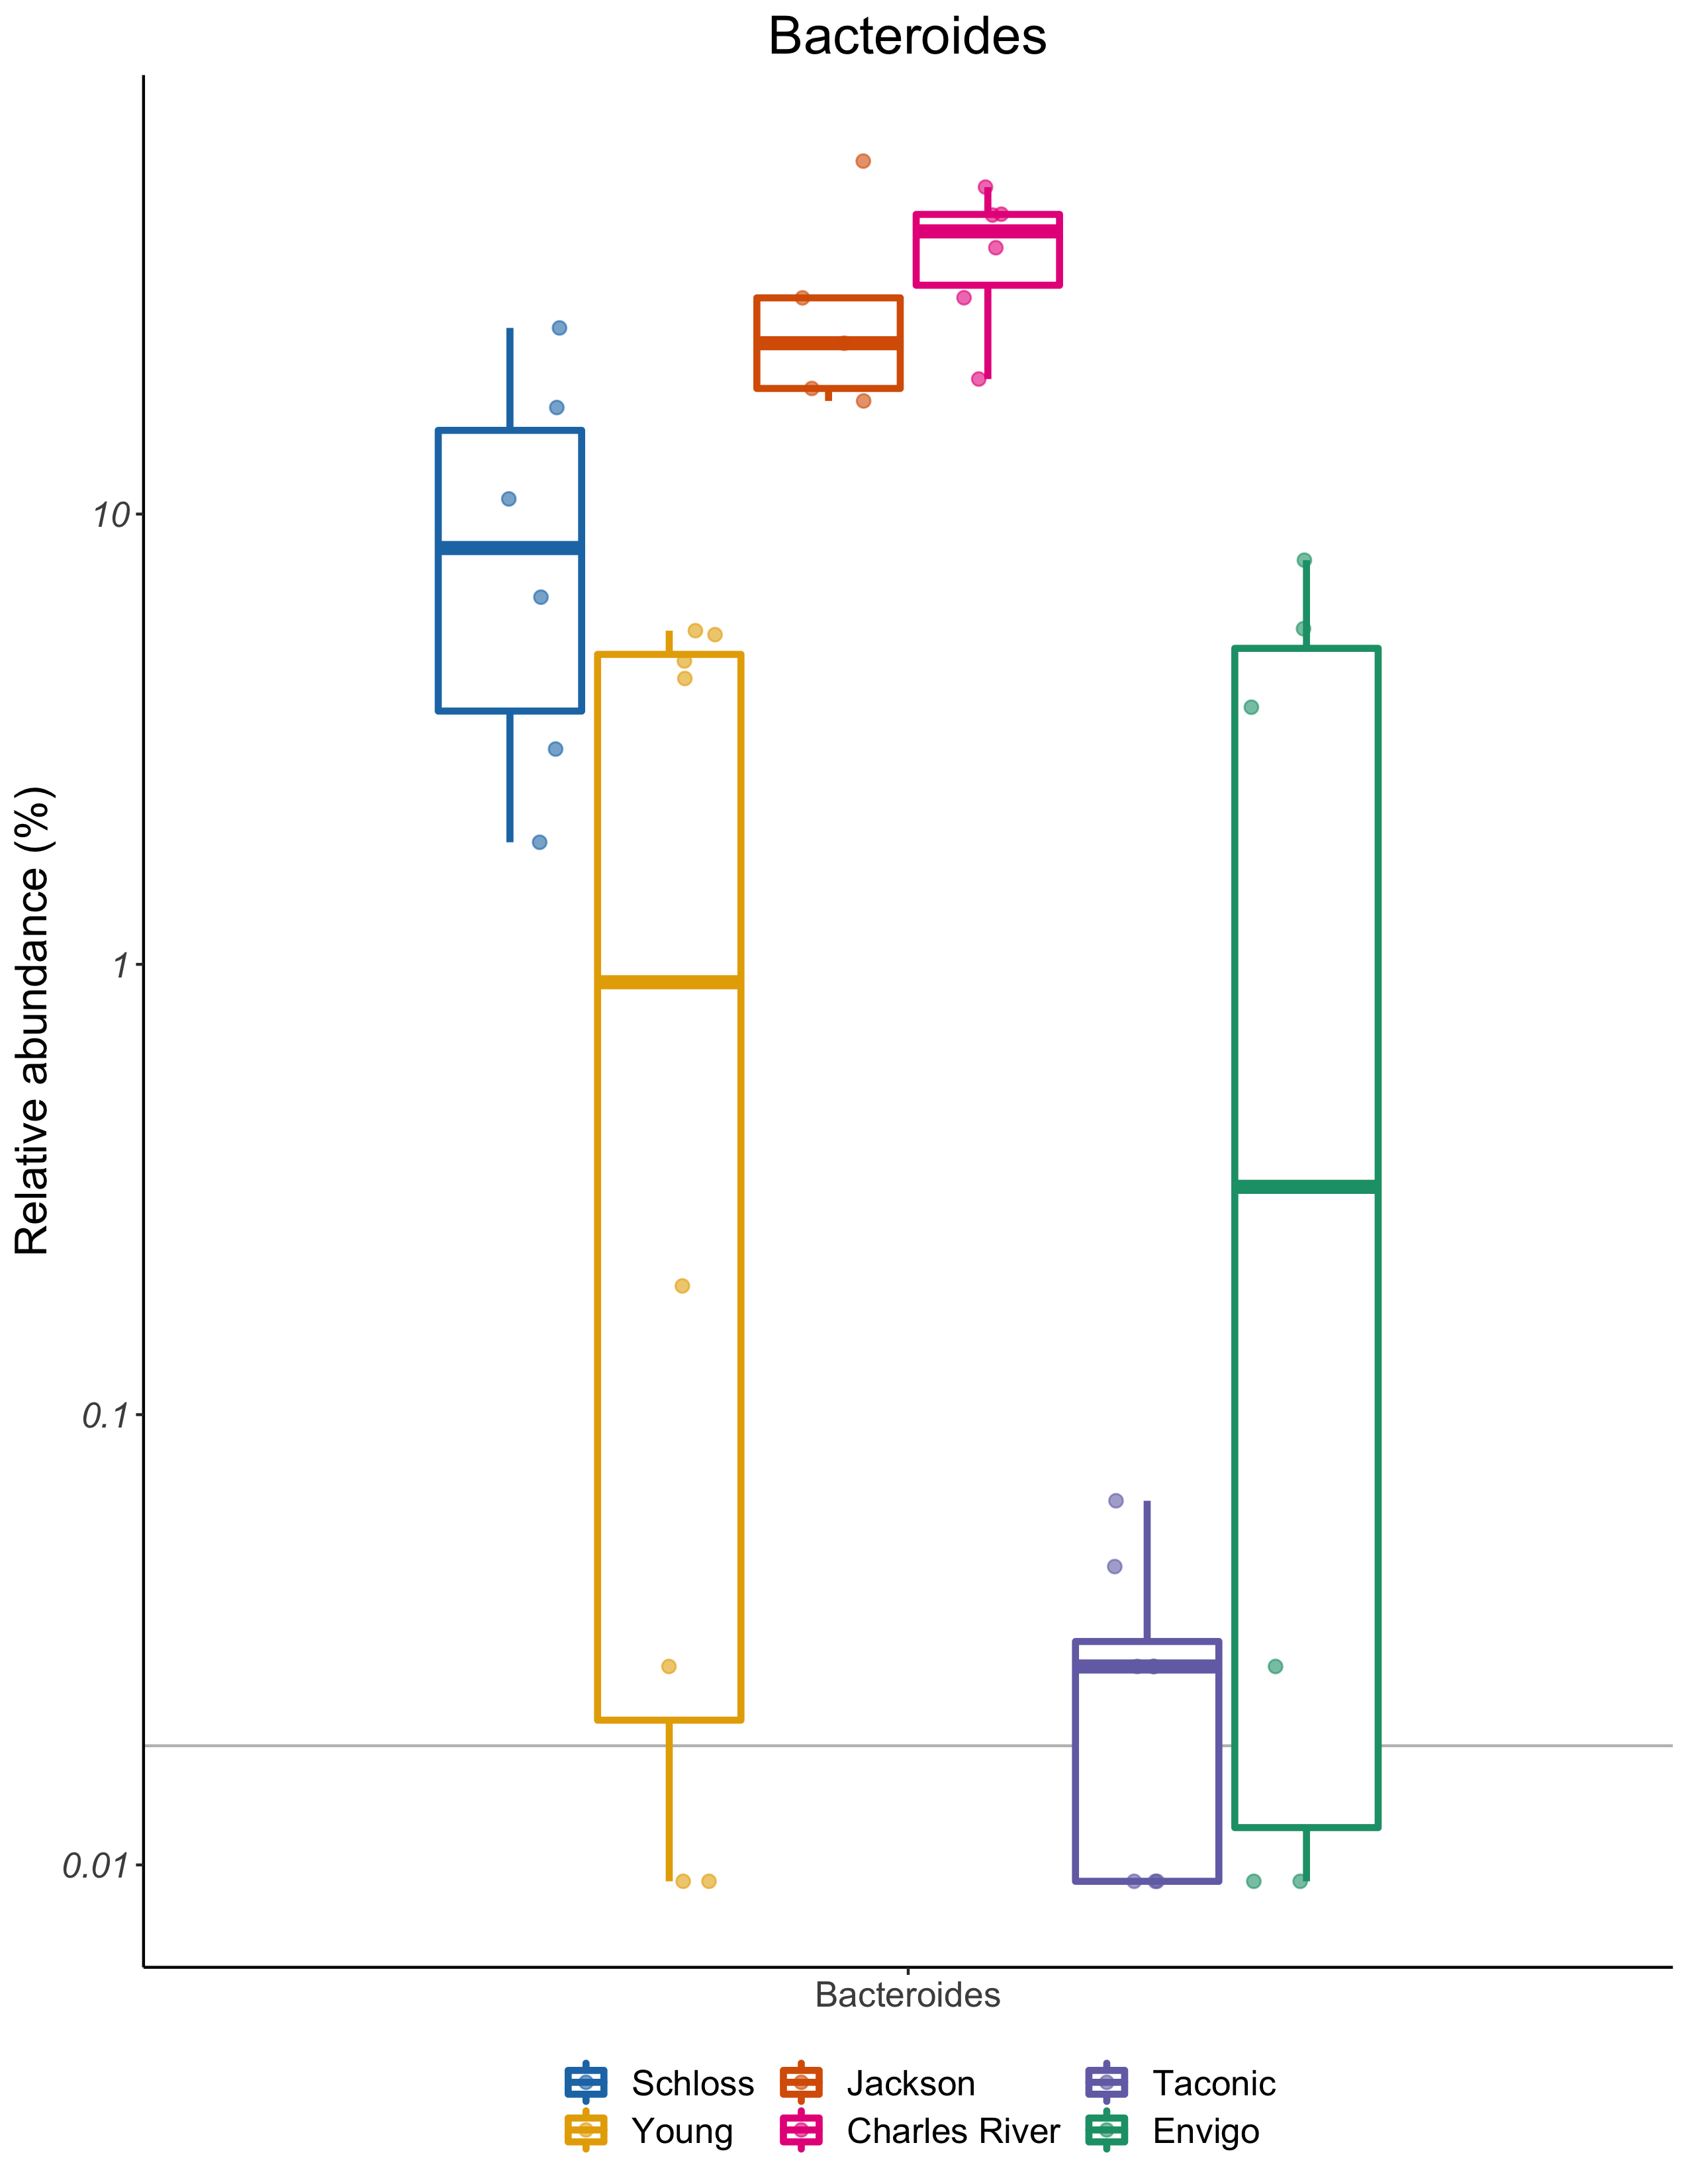 Bacteroides
Relative abundance (%)
10
1
0.1
0.01
Bacteroides
Schloss
Jackson
Taconic
Young
Charles River
Envigo